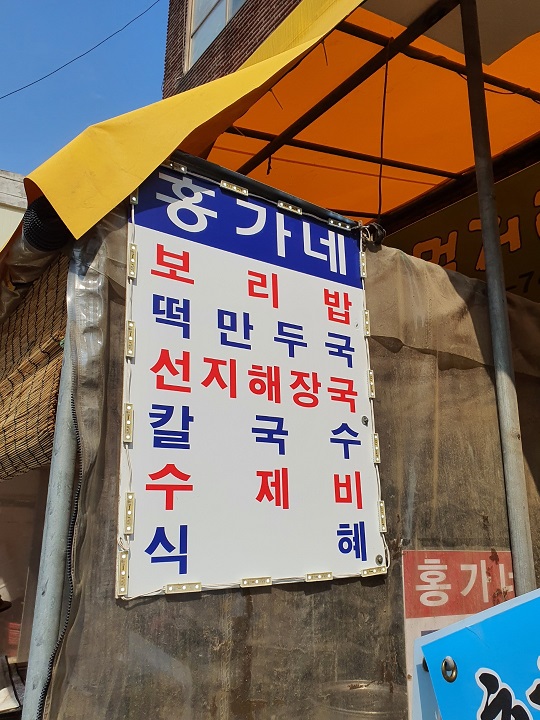 홍가네
보리밥
떡만두국
선지해장국
칼국수
수제비
식혜
홍가네